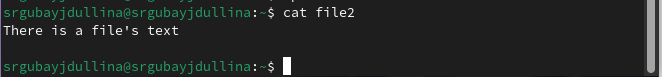 srgubayjdullina@srgubayjdullina:~$ cat file2
There is a file's text
srgubayjdullina@srgubayjdullina:~$